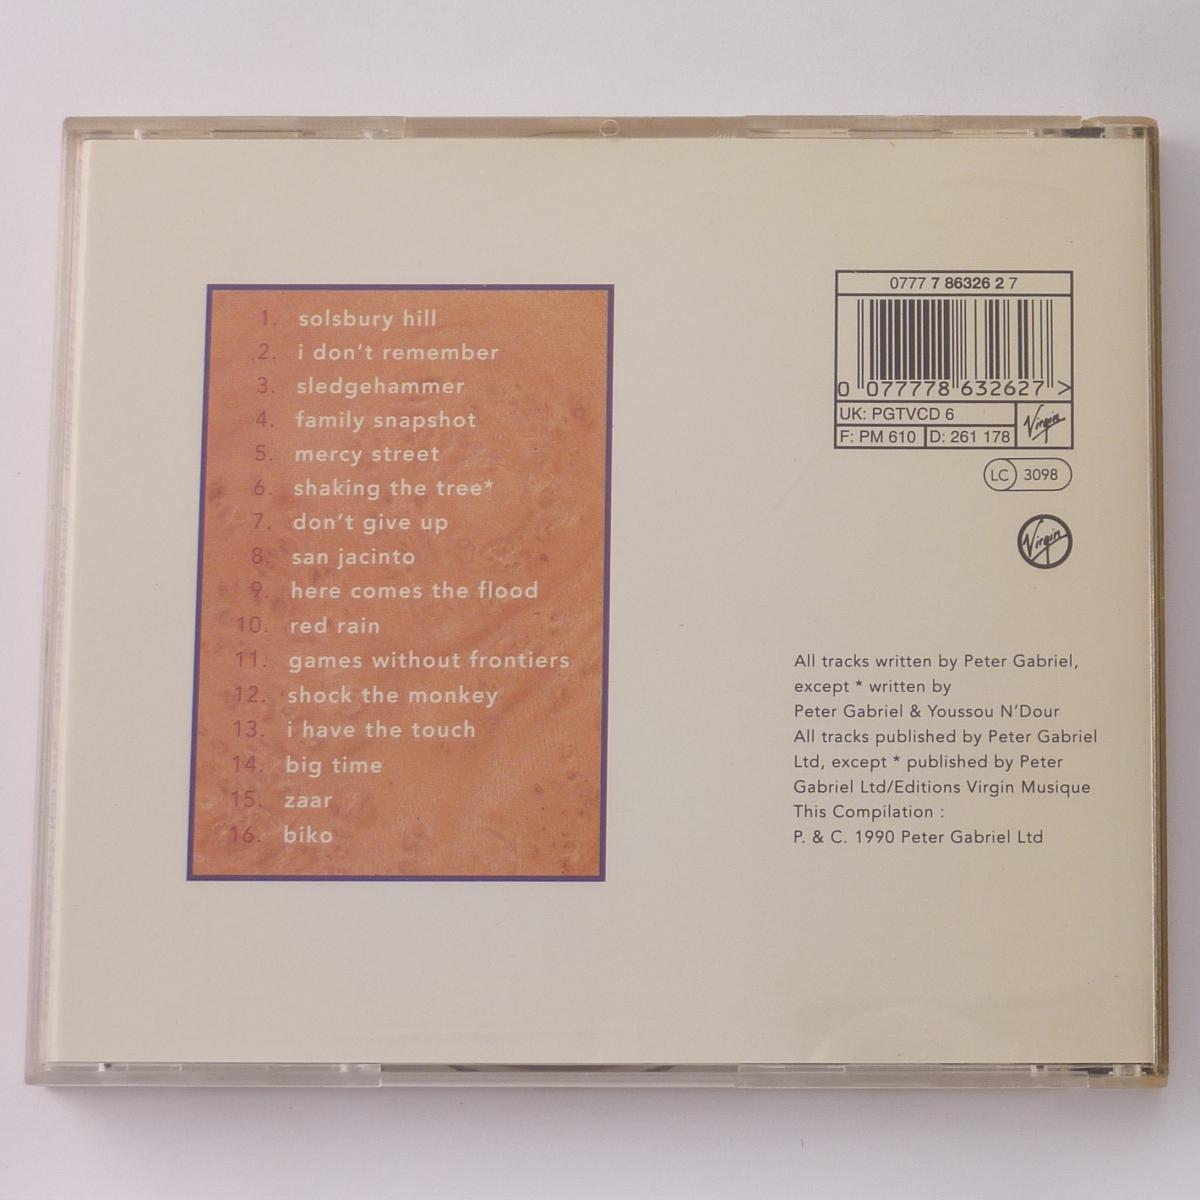 1. solsbury hill
2. i don't remember
3. sledgehammer
4. family snapshot
5. mercy street
6. shaking the tree*
7. don't give up
8. san jacinto
9. here comes the flood
10. red rain
11. games without frontiers
12. shock the monkey
13. i have the touch
14. big time
15. zaar
16. biko
0777 7 86326 2 7
0 077778 632627 >
UK: PGTVCD 6
F: PM 610 D: 261 178
Virgin
LC 3098
Virgin
All tracks written by Peter Gabriel,
except * written by
Peter Gabriel & Youssou N'Dour
All tracks published by Peter Gabriel
Ltd, except * published by Peter
Gabriel Ltd/Editions Virgin Musique
This Compilation :
P. & C. 1990 Peter Gabriel Ltd